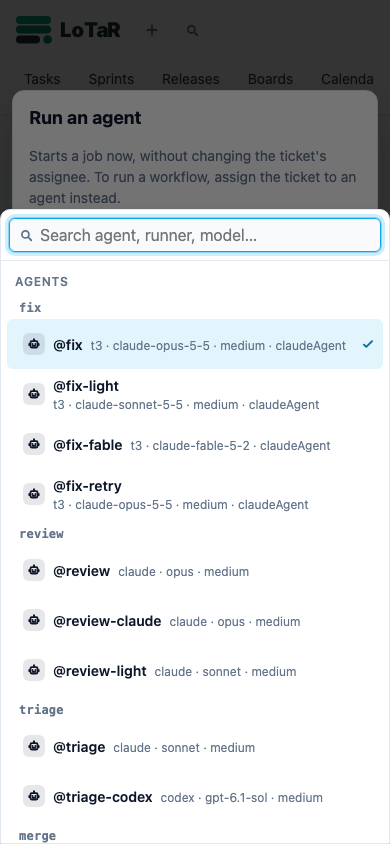 LoTaR
Tasks Sprints Releases Boards Calenda
Run an agent
Starts a job now, without changing the ticket's
assignee. To run a workflow, assign the ticket to an
agent instead.
Search agent, runner, model...
AGENTS
fix
@fix t3 · claude-opus-5-5 · medium · claudeAgent
@fix-light
t3 · claude-sonnet-5-5 · medium · claudeAgent
@fix-fable t3 · claude-fable-5-2 · claudeAgent
@fix-retry
t3 · claude-opus-5-5 · medium · claudeAgent
review
@review claude · opus · medium
@review-claude claude · opus · medium
@review-light claude · sonnet · medium
triage
@triage claude · sonnet · medium
@triage-codex codex · gpt-6.1-sol · medium
merge